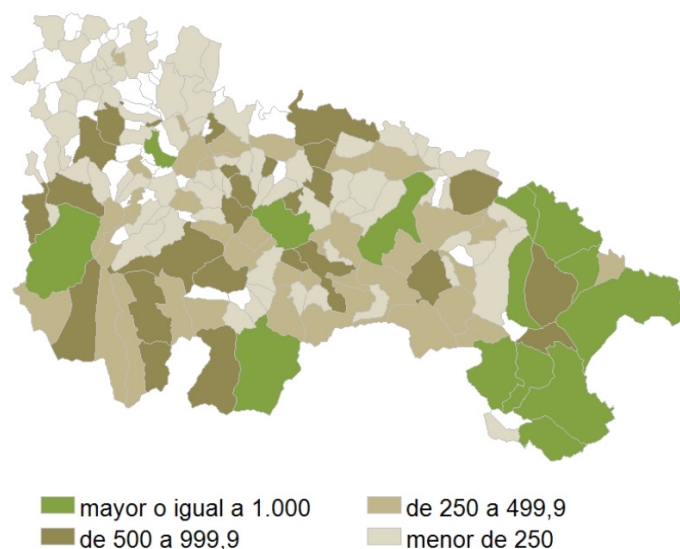 mayor o igual a 1.000
de 250 a 499,9
de 500 a 999,9
menor de 250